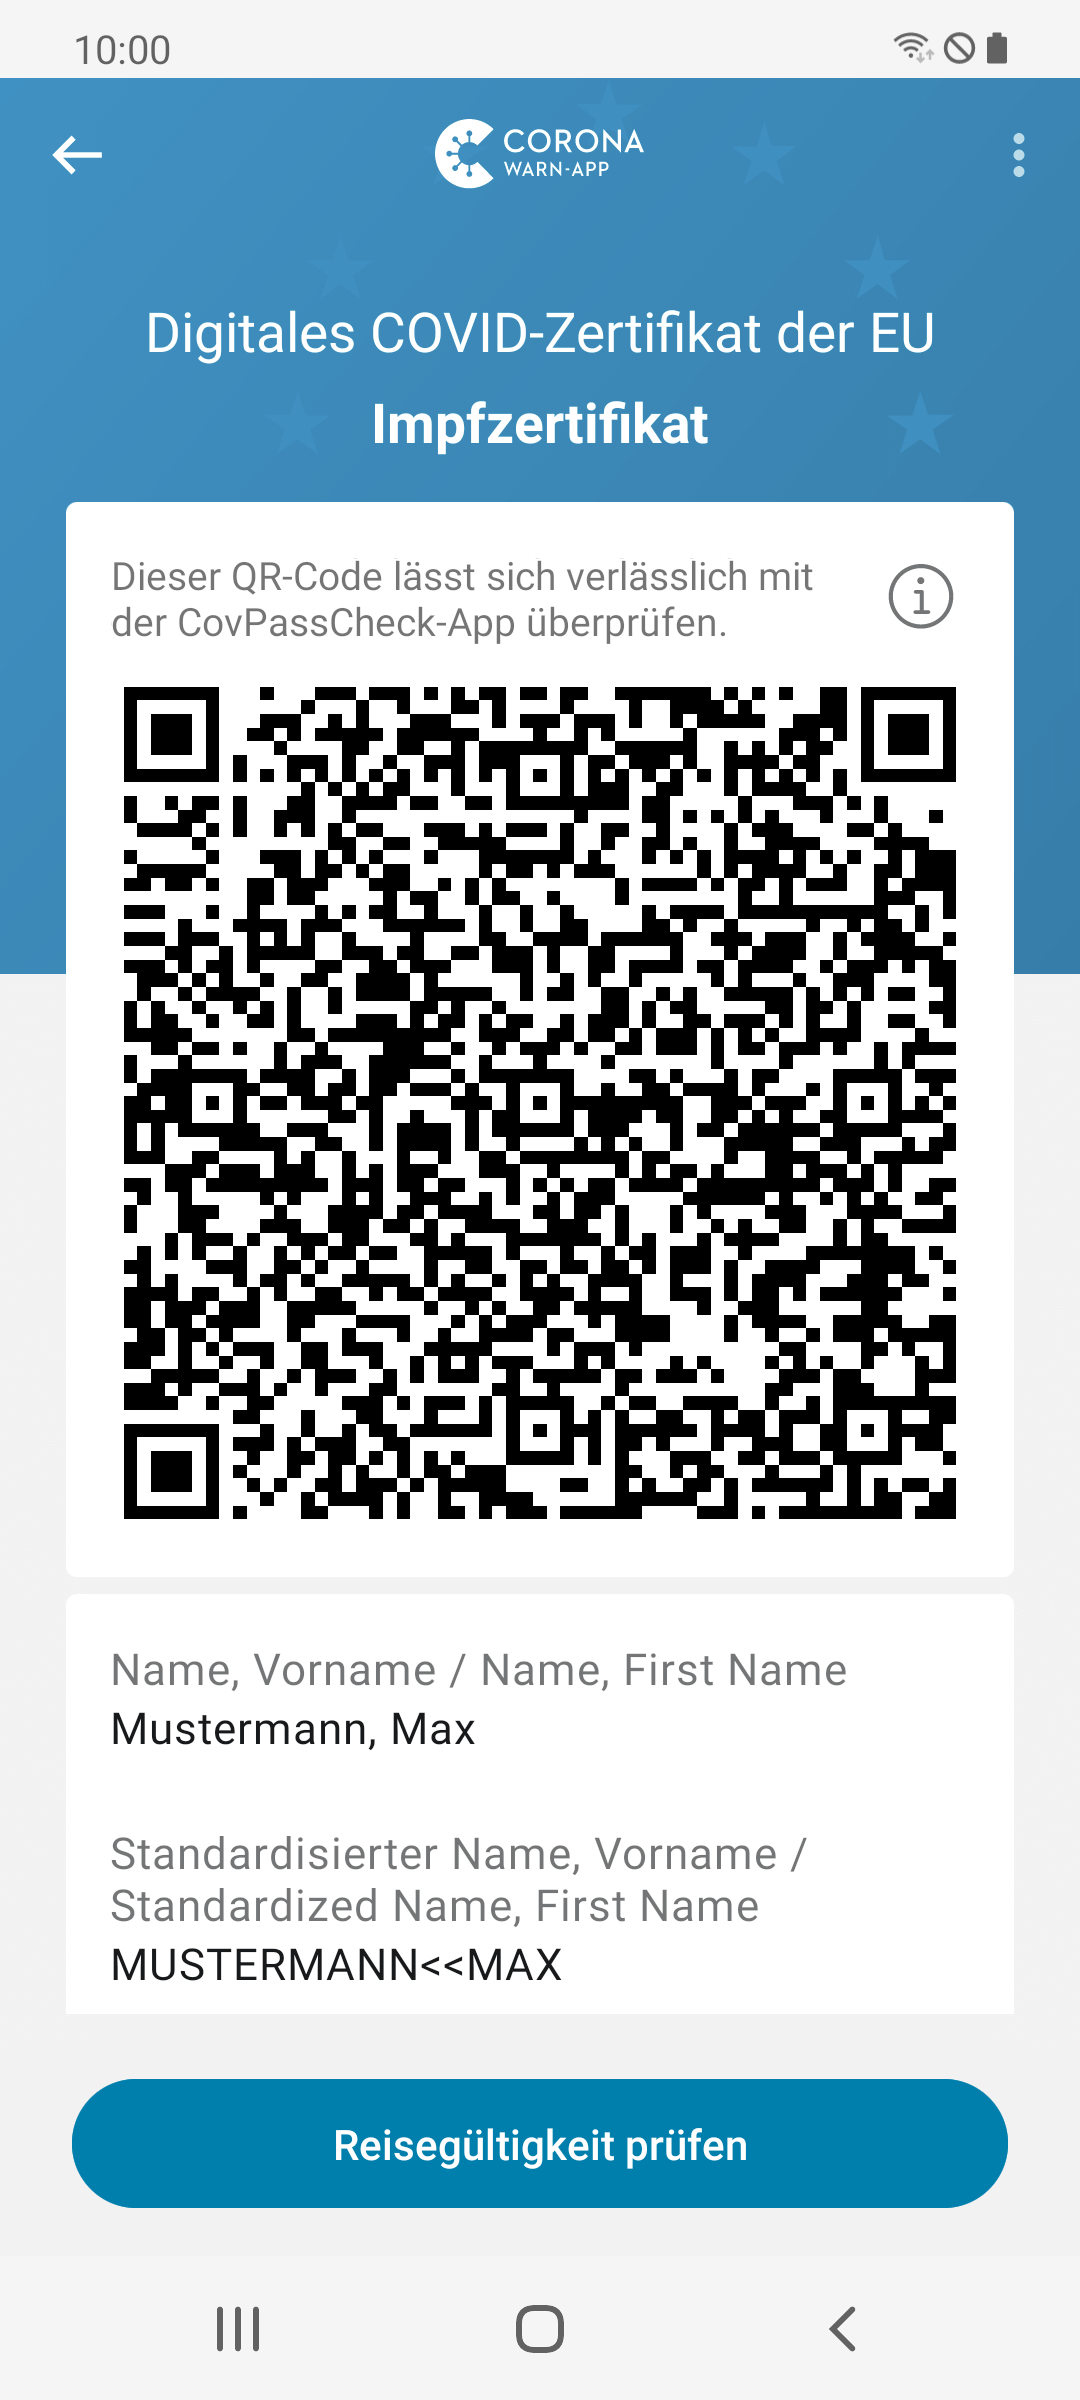 10:00
CORONA
WARN-APP
Digitales COVID-Zertifikat der EU
Impfzertifikat
Dieser QR-Code lässt sich verlässlich mit
der CovPassCheck-App überprüfen.
Name, Vorname / Name, First Name
Mustermann, Max
Standardisierter Name, Vorname /
Standardized Name, First Name
MUSTERMANN<<MAX
Reisegültigkeit prüfen